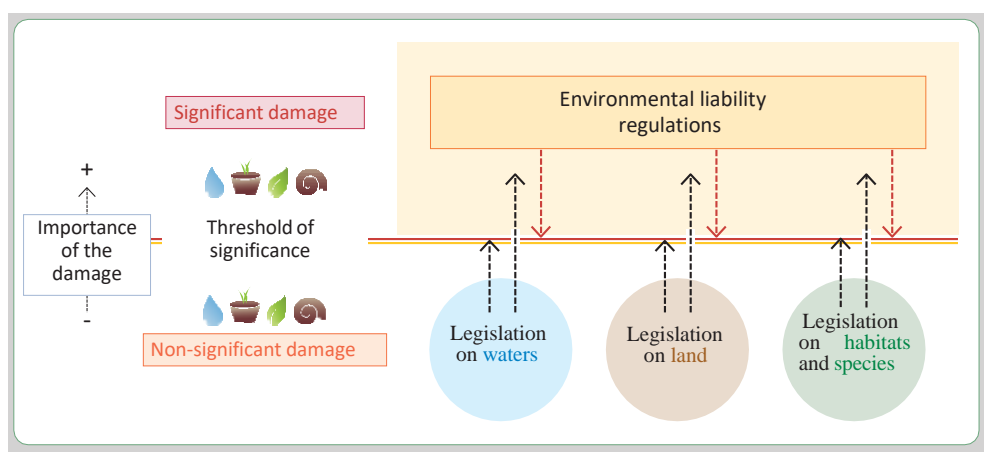 Significant damage
Environmental liability
regulations
+
Importance
of the
damage
-
Threshold of
significance
Non-significant damage
Legislation
on waters
Legislation
on land
Legislation
on habitats
and species